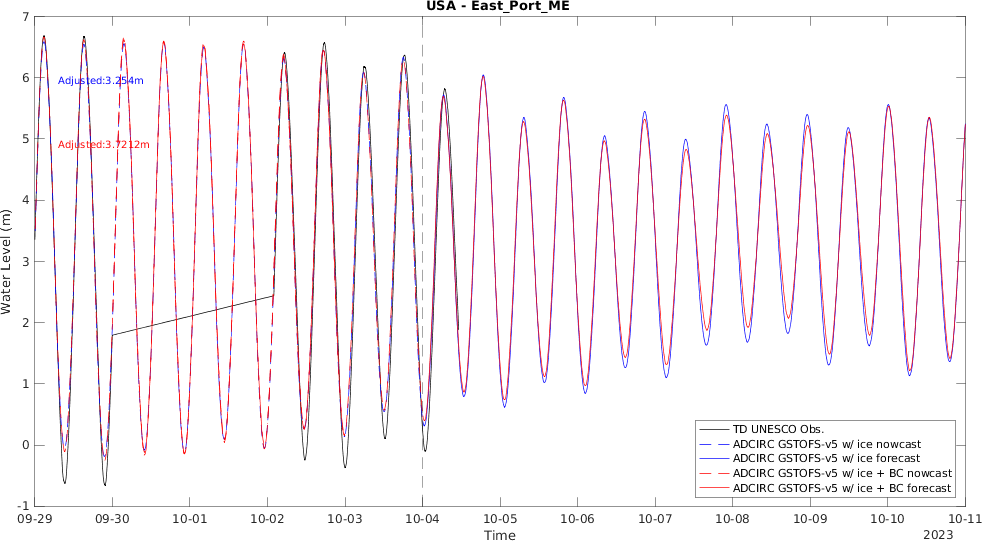 USA - East_Port_ME
7
6
5
4
3
2
1
0
-1
Water Level (m)
Adjusted:3.254m
Adjusted:3.7212m
TD UNESCO Obs.
ADCIRC GSTOFS-v5 w/ ice nowcast
ADCIRC GSTOFS-v5 w/ ice forecast
ADCIRC GSTOFS-v5 w/ ice + BC nowcast
ADCIRC GSTOFS-v5 w/ ice + BC forecast
09-29 09-30 10-01 10-02 10-03 10-04 10-05 10-06 10-07 10-08 10-09 10-10 10-11
Time
2023